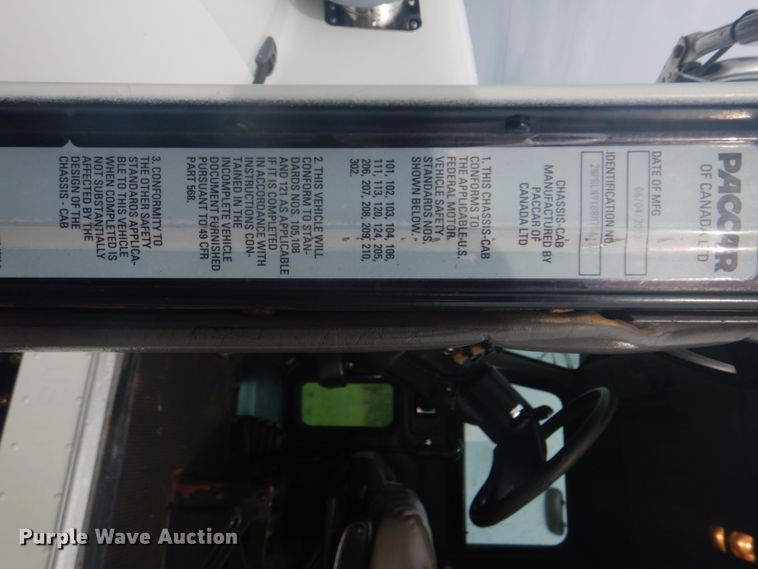 PACCAR
OF CANADA LTD
DATE OF MFG
IDENTIFICATION NO.
CHASSIS-CAB
MANUFACTURED BY
PACCAR OF
CANADA LTD
1. THIS CHASSIS-CAB
CONFORMS TO
THE APPLICABLE U.S.
FEDERAL AND/OR
VEHICLE SAFETY
STANDARDS NOS.
SHOWN BELOW.
101, 102, 103, 104, 106,
111, 113, 120, 124, 205,
206, 207, 208, 209, 210,
302.
2. THIS VEHICLE WILL
CONFORM TO STAN-
DARDS NOS. 105, 108
AND 121 AS APPLICABLE
IF IT IS COMPLETED
IN ACCORDANCE WITH
INSTRUCTIONS CON-
TAINED IN THE
INCOMPLETE VEHICLE
DOCUMENT FURNISHED
PURSUANT TO 49 CFR
PART 568.
3. CONFORMITY TO
THE OTHER SAFETY
STANDARDS APPLICA-
BLE TO THIS VEHICLE
WHEN COMPLETED IS
NOT SUBSTANTIALLY
AFFECTED BY THE
DESIGN OF THE
CHASSIS - CAB
Purple Wave Auction